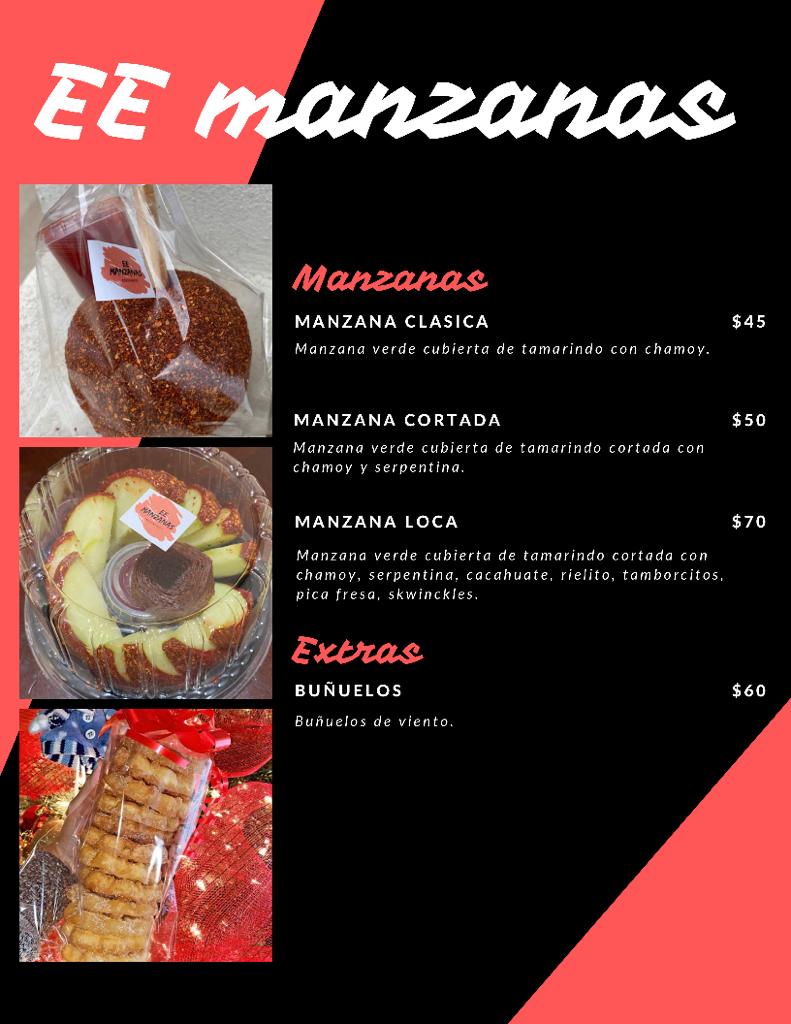 EE manzanas
EE
MANZANAS
Manzanas
MANZANA CLASICA $45
Manzana verde cubierta de tamarindo con chamoy.
MANZANA CORTADA $50
Manzana verde cubierta de tamarindo cortada con
chamoy y serpentina.
EE
MANZANAS
MANZANA LOCA $70
Manzana verde cubierta de tamarindo cortada con
chamoy, serpentina, cacahuate, rielito, tamborcitos,
pica fresa, skwinckles.
Extras
BUÑUELOS $60
Buñuelos de viento.